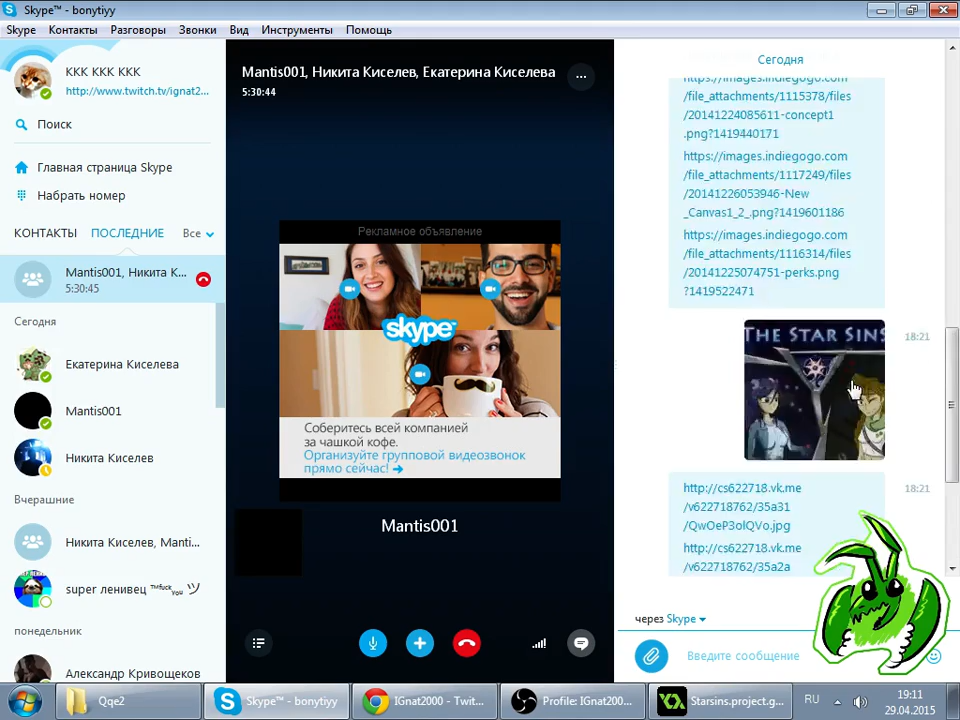 Skype™ - bonytiyy
Skype Контакты Разговоры Звонки Вид Инструменты Помощь
KKK KKK KKK
http://www.twitch.tv/ignat2...
Поиск
Главная страница Skype
Набрать номер
КОНТАКТЫ ПОСЛЕДНИЕ Все
Mantis001, Никита К...
5:30:45
Сегодня
Екатерина Киселева
Mantis001
Никита Киселев
Вчерашние
Никита Киселев, Manti...
super ленивец ™ᶠᵘᶜᵏyou ツ
понедельник
Александр Кривощеков
Mantis001, Никита Киселев, Екатерина Киселева
5:30:44
Рекламное объявление
skype
Соберитесь всей компанией
за чашкой кофе.
Организуйте групповой видеозвонок
прямо сейчас!
Mantis001
Сегодня
https://images.indiegogo.com
/file_attachments/1115378/files
/20141224085611-concept1
.png?1419440171
https://images.indiegogo.com
/file_attachments/1117249/files
/20141226053946-New
_Canvas1_2_.png?1419601186
https://images.indiegogo.com
/file_attachments/1116314/files
/20141225074751-perks.png
?1419522471
THE STAR SINS
18:21
http://cs622718.vk.me
/v622718762/35a31
/QwOeP3olQVo.jpg
18:21
http://cs622718.vk.me
/v622718762/35a2a
через Skype
Введите сообщение
Qqe2
Skype™ - bonytiyy
IGnat2000 - Twit...
Profile: IGnat200...
Starsins.project.g...
RU
19:11
29.04.2015